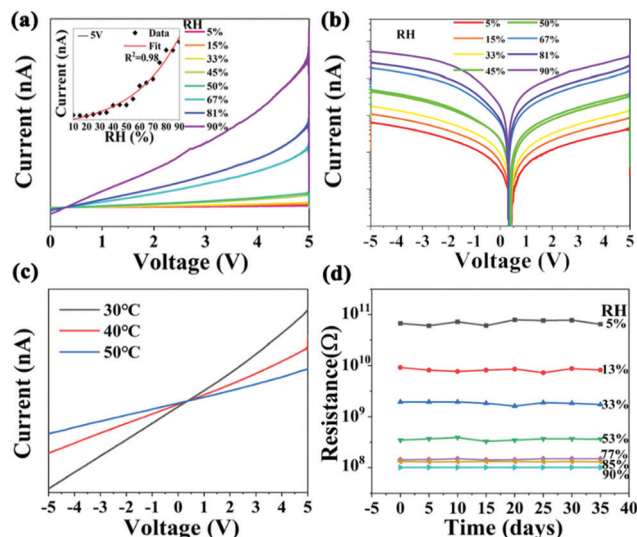 (a)
— 5V
Data
Fit
R²=0.98
Current (nA)
10 20 30 40 50 60 70 80 90
RH (%)
RH
5%
15%
33%
45%
50%
67%
81%
90%
Current (nA)
0 1 2 3 4 5
Voltage (V)
(b)
RH
5%
15%
33%
45%
50%
67%
81%
90%
Current (nA)
-5 -4 -3 -2 -1 0 1 2 3 4 5
Voltage (V)
(c)
30°C
40°C
50°C
Current (nA)
-5 -4 -3 -2 -1 0 1 2 3 4 5
Voltage (V)
(d)
RH
5%
13%
33%
53%
77%
85%
90%
Resistance(Ω)
10¹¹
10¹⁰
10⁹
10⁸
0 5 10 15 20 25 30 35 40
Time (days)